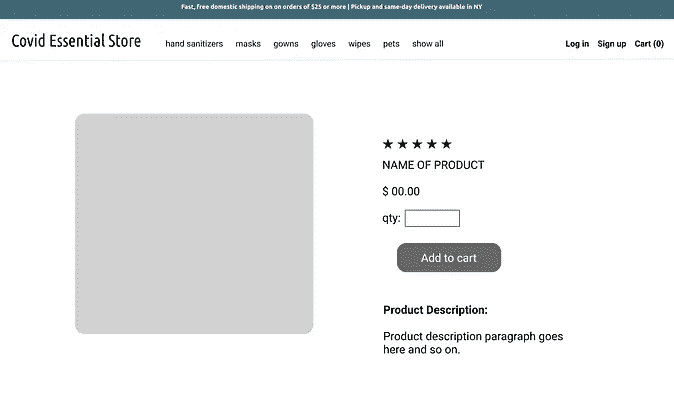 Fast, free domestic shipping on on orders of $25 or more | Pickup and same-day delivery available in NY
Covid Essential Store hand sanitizers masks gowns gloves wipes pets show all Log in Sign up Cart (0)
★ ★ ★ ★ ★
NAME OF PRODUCT
$ 00.00
qty:
Add to cart
Product Description:
Product description paragraph goes
here and so on.